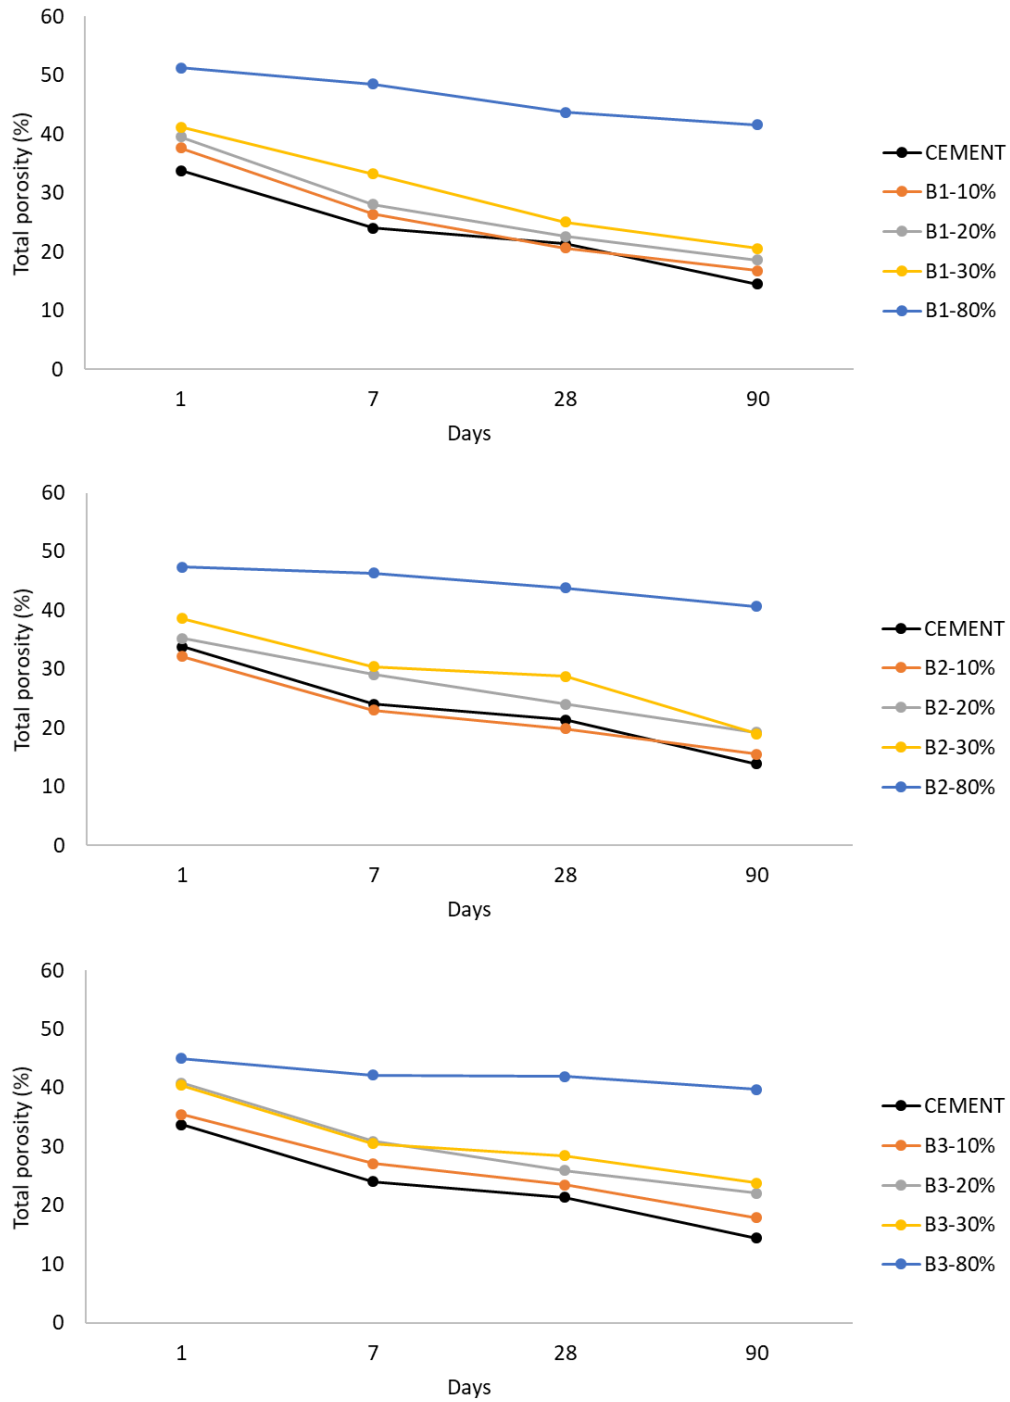 60
50
40
30
20
10
0
Total porosity (%)
1 7 28 90
Days
CEMENT
B1-10%
B1-20%
B1-30%
B1-80%
60
50
40
30
20
10
0
Total porosity (%)
1 7 28 90
Days
CEMENT
B2-10%
B2-20%
B2-30%
B2-80%
60
50
40
30
20
10
0
Total porosity (%)
1 7 28 90
Days
CEMENT
B3-10%
B3-20%
B3-30%
B3-80%